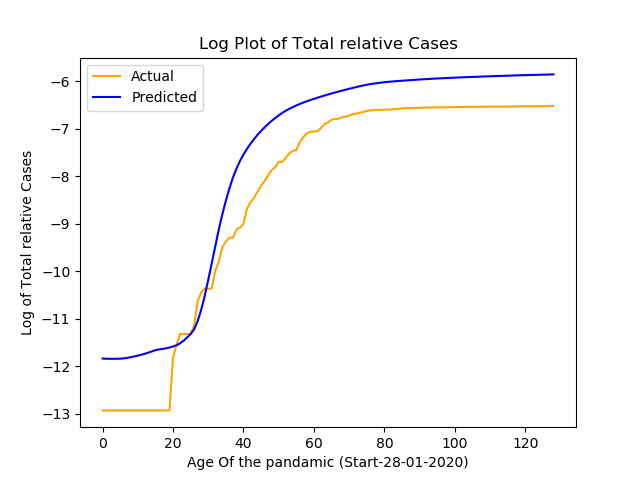 Log Plot of Total relative Cases
Actual
Predicted
Log of Total relative Cases
−6
−7
−8
−9
−10
−11
−12
−13
0 20 40 60 80 100 120
Age Of the pandamic (Start-28-01-2020)